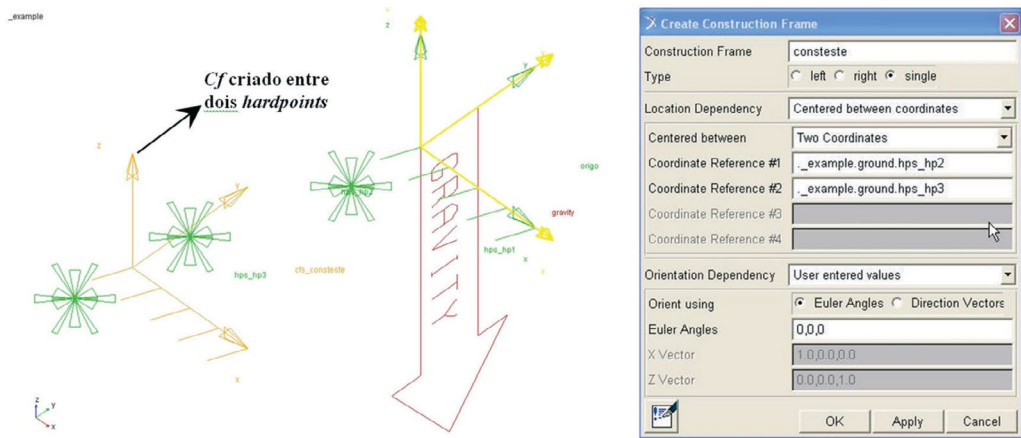 _example
Cf criado entre
dois hardpoints
z
y
x
hps_hp3
cfs_consteste
z
y
x
hps_hp2
hps_hp1
origo
gravity
GRAVITY
z
y
x
Create Construction Frame
Construction Frame consteste
Type left right single
Location Dependency Centered between coordinates
Centered between Two Coordinates
Coordinate Reference #1 ._example.ground.hps_hp2
Coordinate Reference #2 ._example.ground.hps_hp3
Coordinate Reference #3
Coordinate Reference #4
Orientation Dependency User entered values
Orient using Euler Angles Direction Vectors
Euler Angles 0,0,0
X Vector 1.0,0.0,0.0
Z Vector 0.0,0.0,1.0
OK Apply Cancel